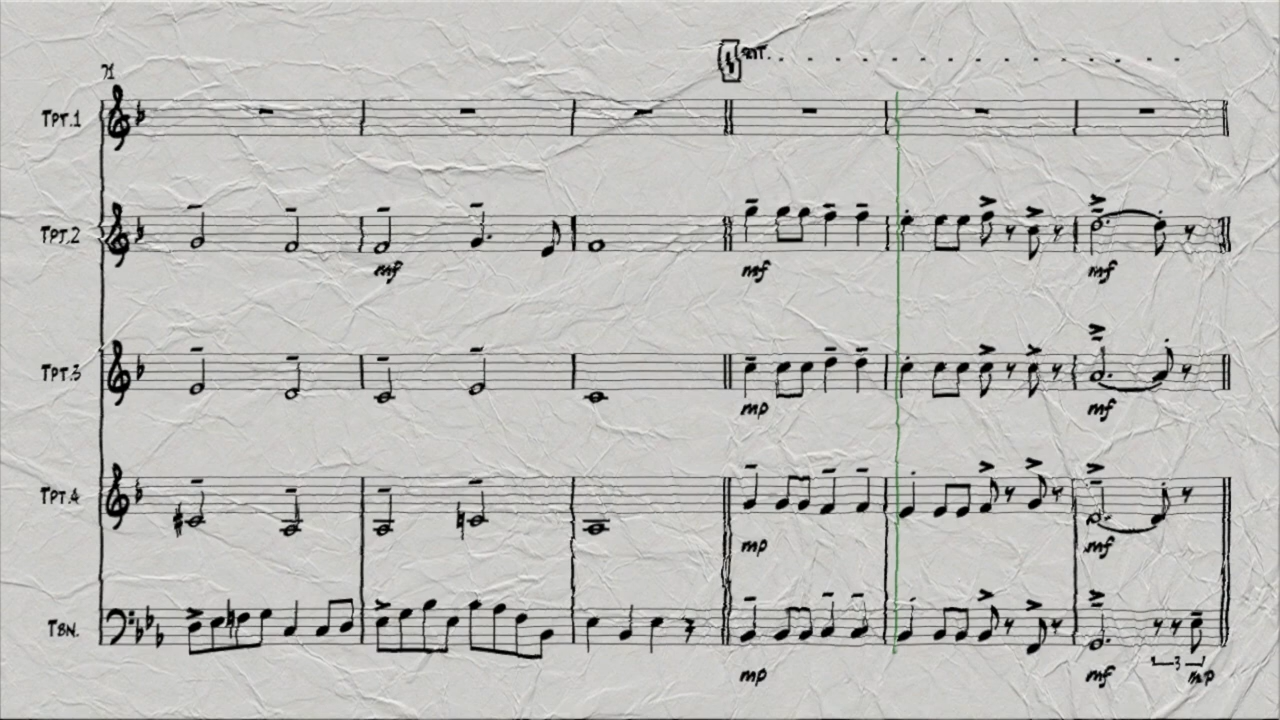 RIT.
71
TPT.1
TPT.2
mf mf mf
TPT.3
mp mf
TPT.4
mp mf
TBN.
3
mp mf mp